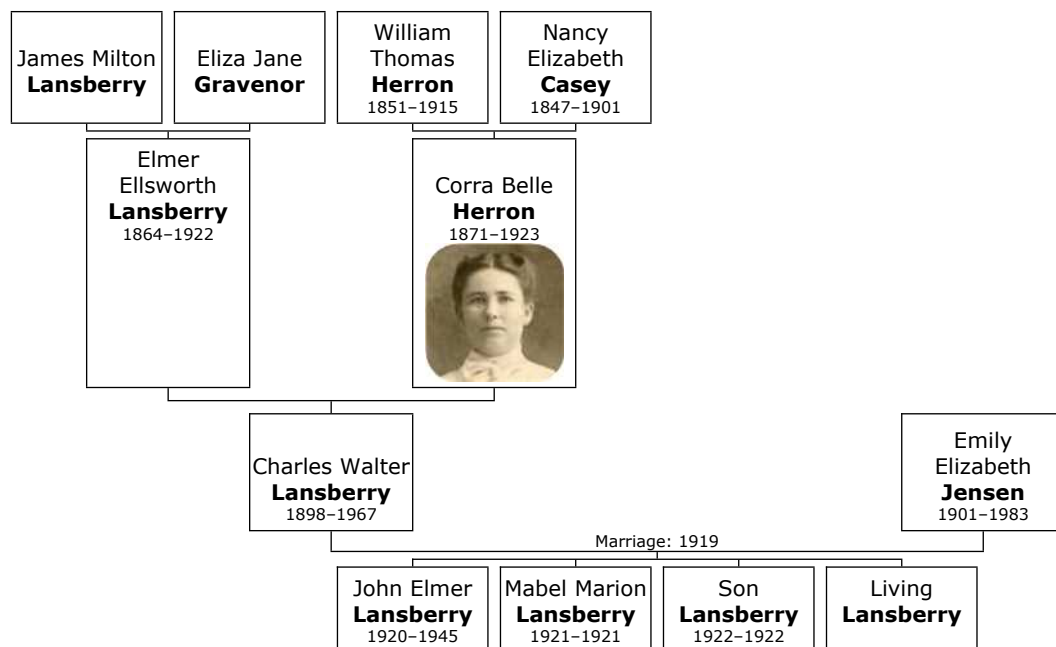 James Milton
Lansberry
Eliza Jane
Gravenor
William
Thomas
Herron
1851–1915
Nancy
Elizabeth
Casey
1847–1901
Elmer
Ellsworth
Lansberry
1864–1922
Corra Belle
Herron
1871–1923
Charles Walter
Lansberry
1898–1967
Emily
Elizabeth
Jensen
1901–1983
Marriage: 1919
John Elmer
Lansberry
1920–1945
Mabel Marion
Lansberry
1921–1921
Son
Lansberry
1922–1922
Living
Lansberry